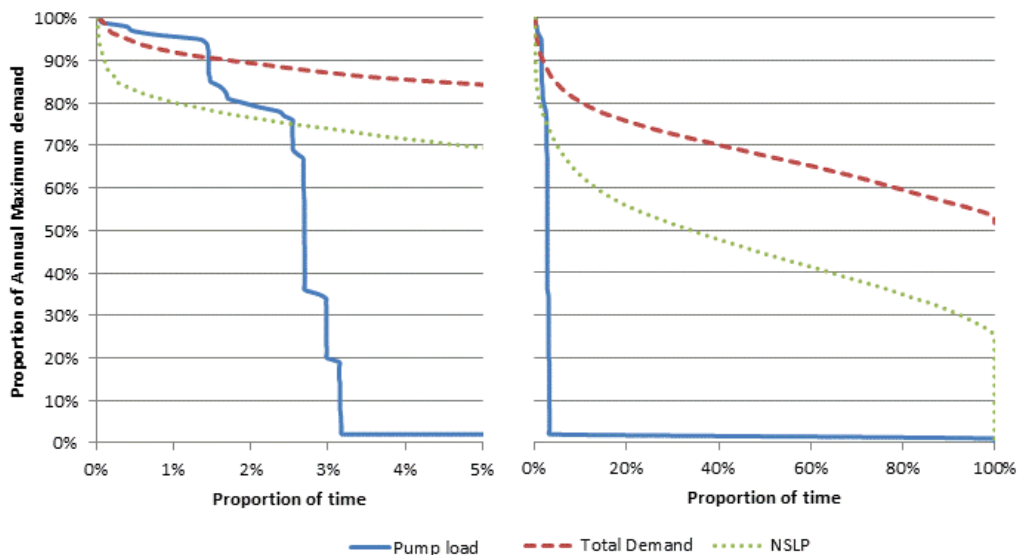 Proportion of Annual Maximum demand
100%
90%
80%
70%
60%
50%
40%
30%
20%
10%
0%
0% 1% 2% 3% 4% 5%
Proportion of time
0% 20% 40% 60% 80% 100%
Proportion of time
Pump load Total Demand NSLP